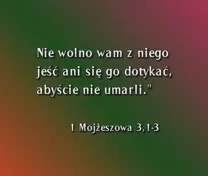 Nie wolno wam z niego
jeść ani się go dotykać,
abyście nie umarli."
1 Mojżeszowa 3,1-3